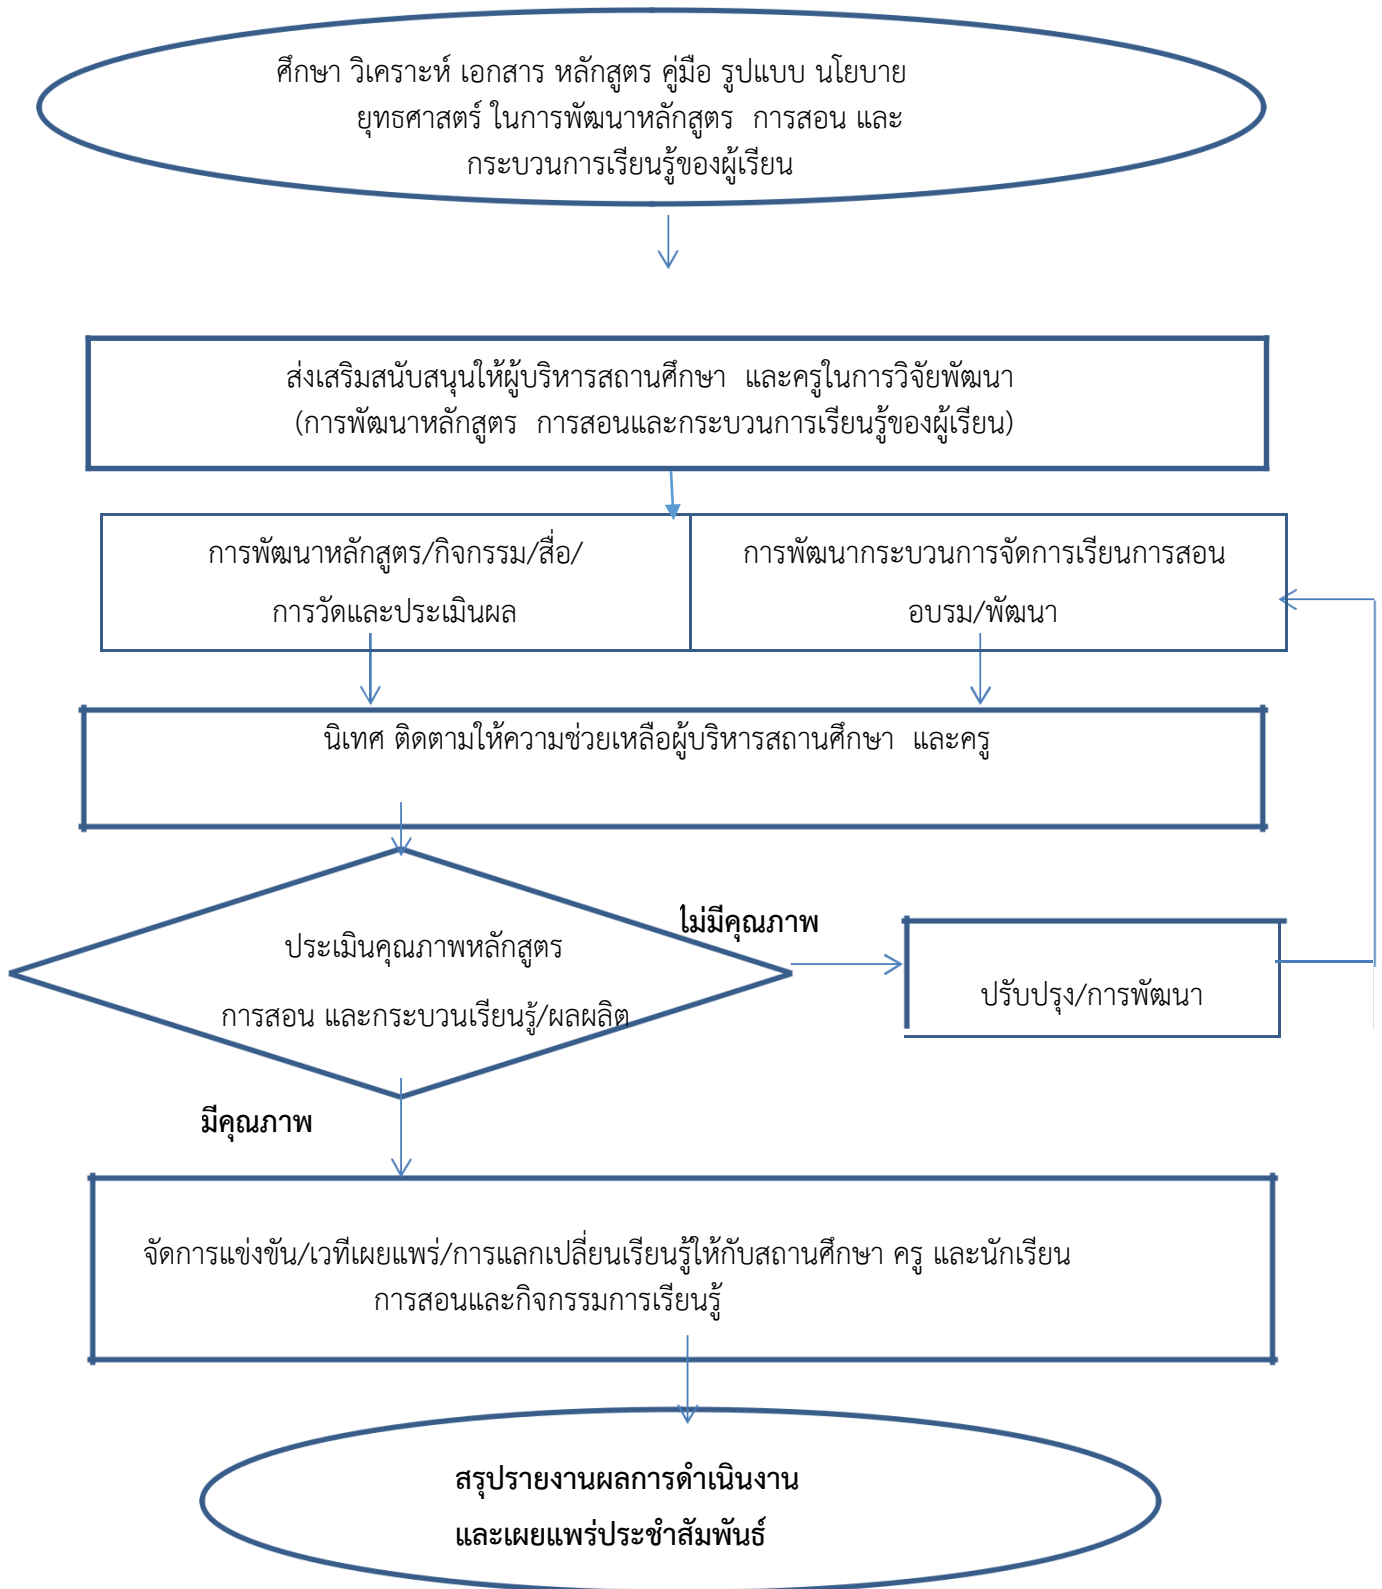 ศึกษา วิเคราะห์ เอกสาร หลักสูตร คู่มือ รูปแบบ นโยบาย
ยุทธศาสตร์ ในการพัฒนาหลักสูตร การสอน และ
กระบวนการเรียนรู้ของผู้เรียน
ส่งเสริมสนับสนุนให้ผู้บริหารสถานศึกษา และครูในการวิจัยพัฒนา
(การพัฒนาหลักสูตร การสอนและกระบวนการเรียนรู้ของผู้เรียน)
การพัฒนาหลักสูตร/กิจกรรม/สื่อ/
การวัดและประเมินผล
การพัฒนากระบวนการจัดการเรียนการสอน
อบรม/พัฒนา
นิเทศ ติดตามให้ความช่วยเหลือผู้บริหารสถานศึกษา และครู
ประเมินคุณภาพหลักสูตร
การสอน และกระบวนเรียนรู้/ผลผลิต
ไม่มีคุณภาพ
ปรับปรุง/การพัฒนา
มีคุณภาพ
จัดการแข่งขัน/เวทีเผยแพร่/การแลกเปลี่ยนเรียนรู้ให้กับสถานศึกษา ครู และนักเรียน
การสอนและกิจกรรมการเรียนรู้
สรุปรายงานผลการดำเนินงาน
และเผยแพร่ประชำสัมพันธ์